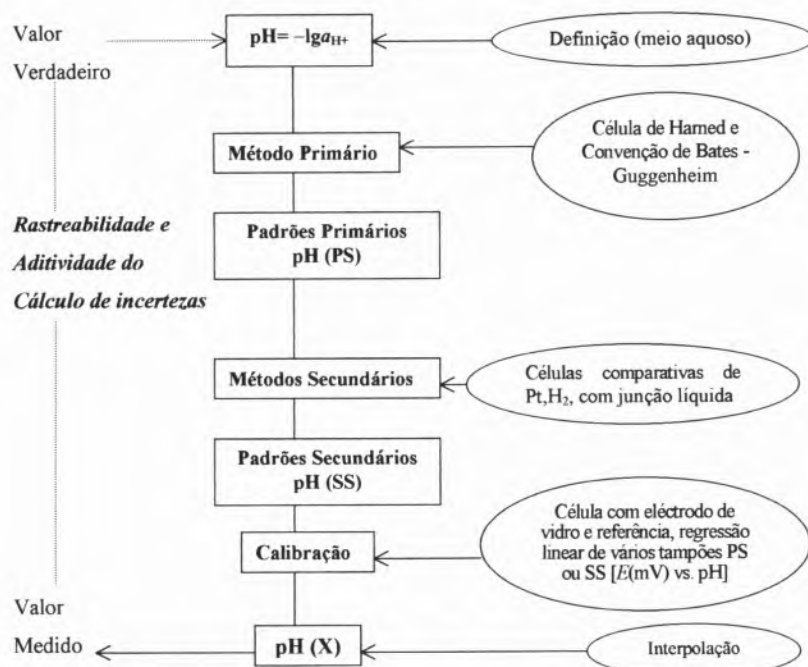 Valor
Verdadeiro
pH= –lga_H+
Definição (meio aquoso)
Método Primário
Célula de Harned e
Convenção de Bates -
Guggenheim
Rastreabilidade e
Aditividade do
Cálculo de incertezas
Padrões Primários
pH (PS)
Métodos Secundários
Células comparativas de
Pt,H₂, com junção líquida
Padrões Secundários
pH (SS)
Calibração
Célula com eléctrodo de
vidro e referência, regressão
linear de vários tampões PS
ou SS [E(mV) vs. pH]
Valor
Medido
pH (X)
Interpolação